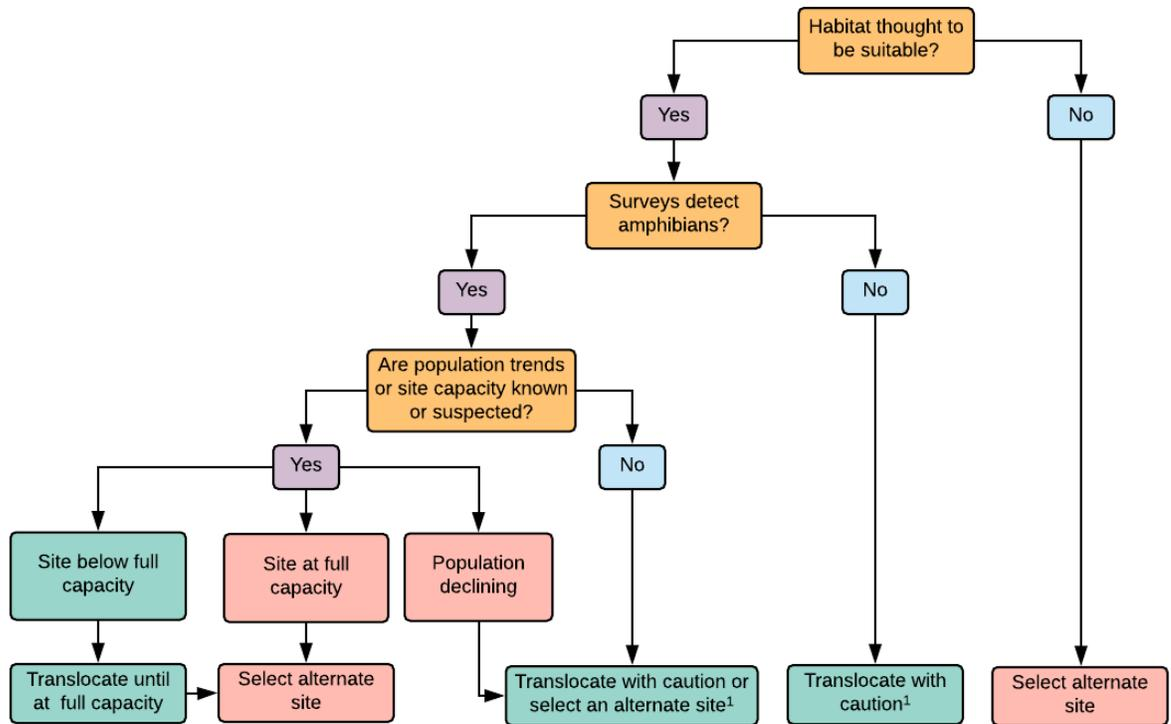 Habitat thought to
be suitable?
Yes
No
Surveys detect
amphibians?
Yes
No
Are population trends
or site capacity known
or suspected?
Yes
No
Site below full
capacity
Site at full
capacity
Population
declining
Translocate until
at full capacity
Select alternate
site
Translocate with caution or
select an alternate site¹
Translocate with
caution¹
Select alternate
site